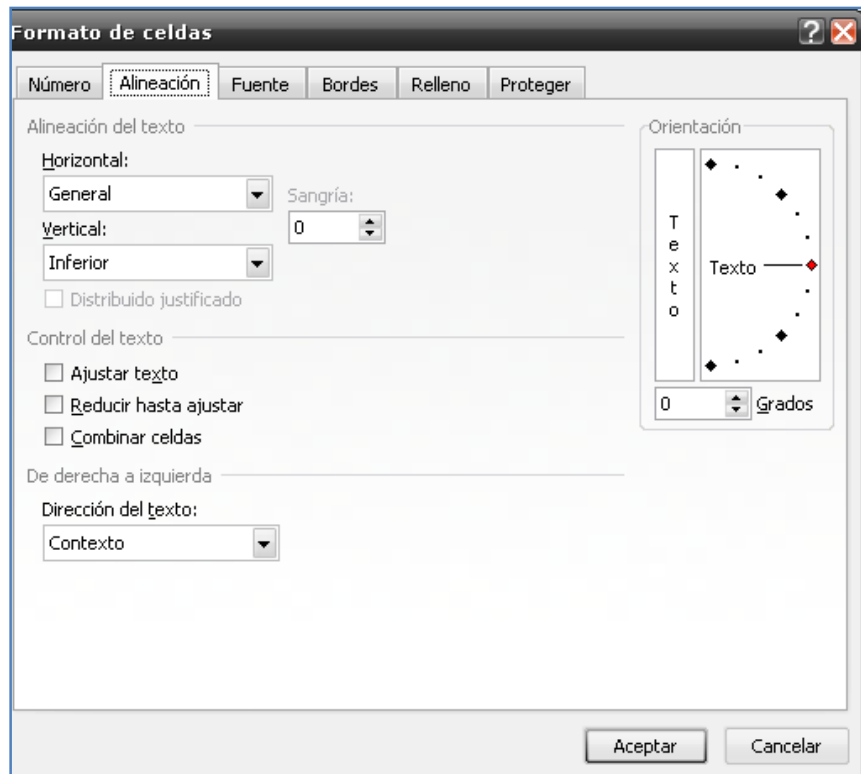 Formato de celdas
Número Alineación Fuente Bordes Relleno Proteger
Alineación del texto
Horizontal:
General
Sangría:
0
Vertical:
Inferior
Distribuido justificado
Control del texto
Ajustar texto
Reducir hasta ajustar
Combinar celdas
De derecha a izquierda
Dirección del texto:
Contexto
Orientación
Texto
Texto
0 Grados
Aceptar Cancelar